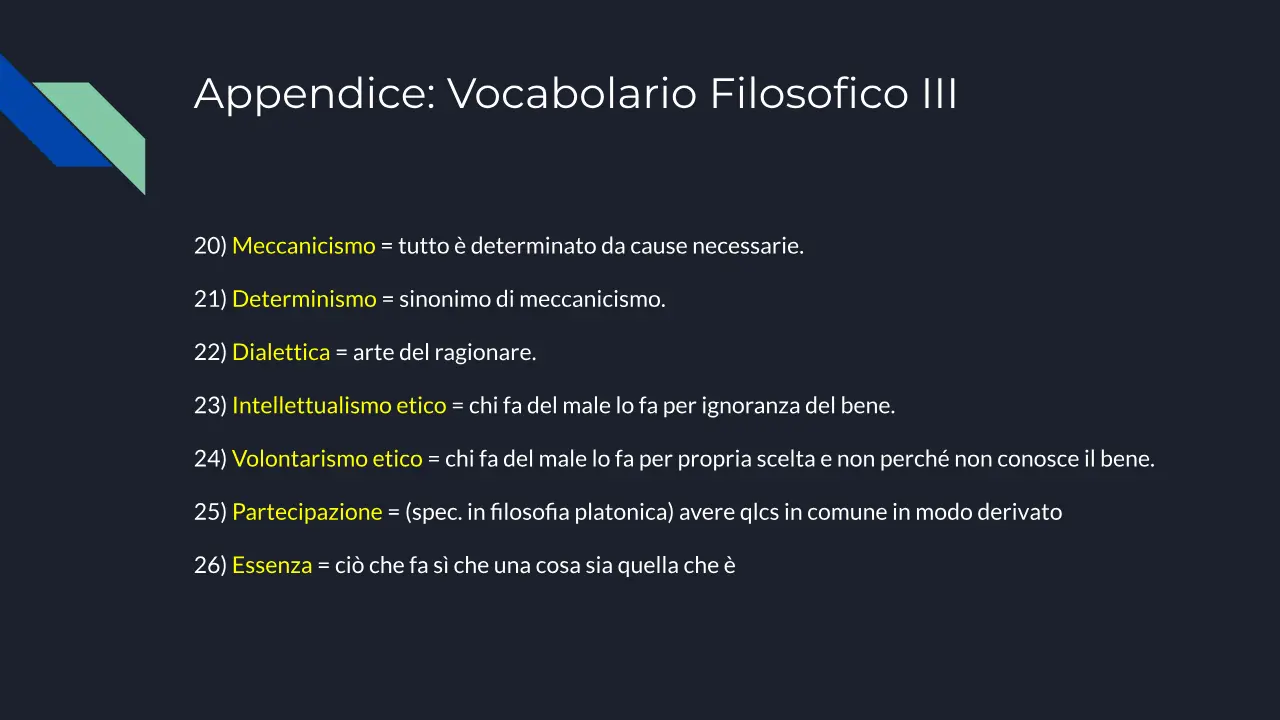 Appendice: Vocabolario Filosofico III
20) Meccanicismo = tutto è determinato da cause necessarie.
21) Determinismo = sinonimo di meccanicismo.
22) Dialettica = arte del ragionare.
23) Intellettualismo etico = chi fa del male lo fa per ignoranza del bene.
24) Volontarismo etico = chi fa del male lo fa per propria scelta e non perché non conosce il bene.
25) Partecipazione = (spec. in filosofia platonica) avere qlcs in comune in modo derivato
26) Essenza = ciò che fa sì che una cosa sia quella che è